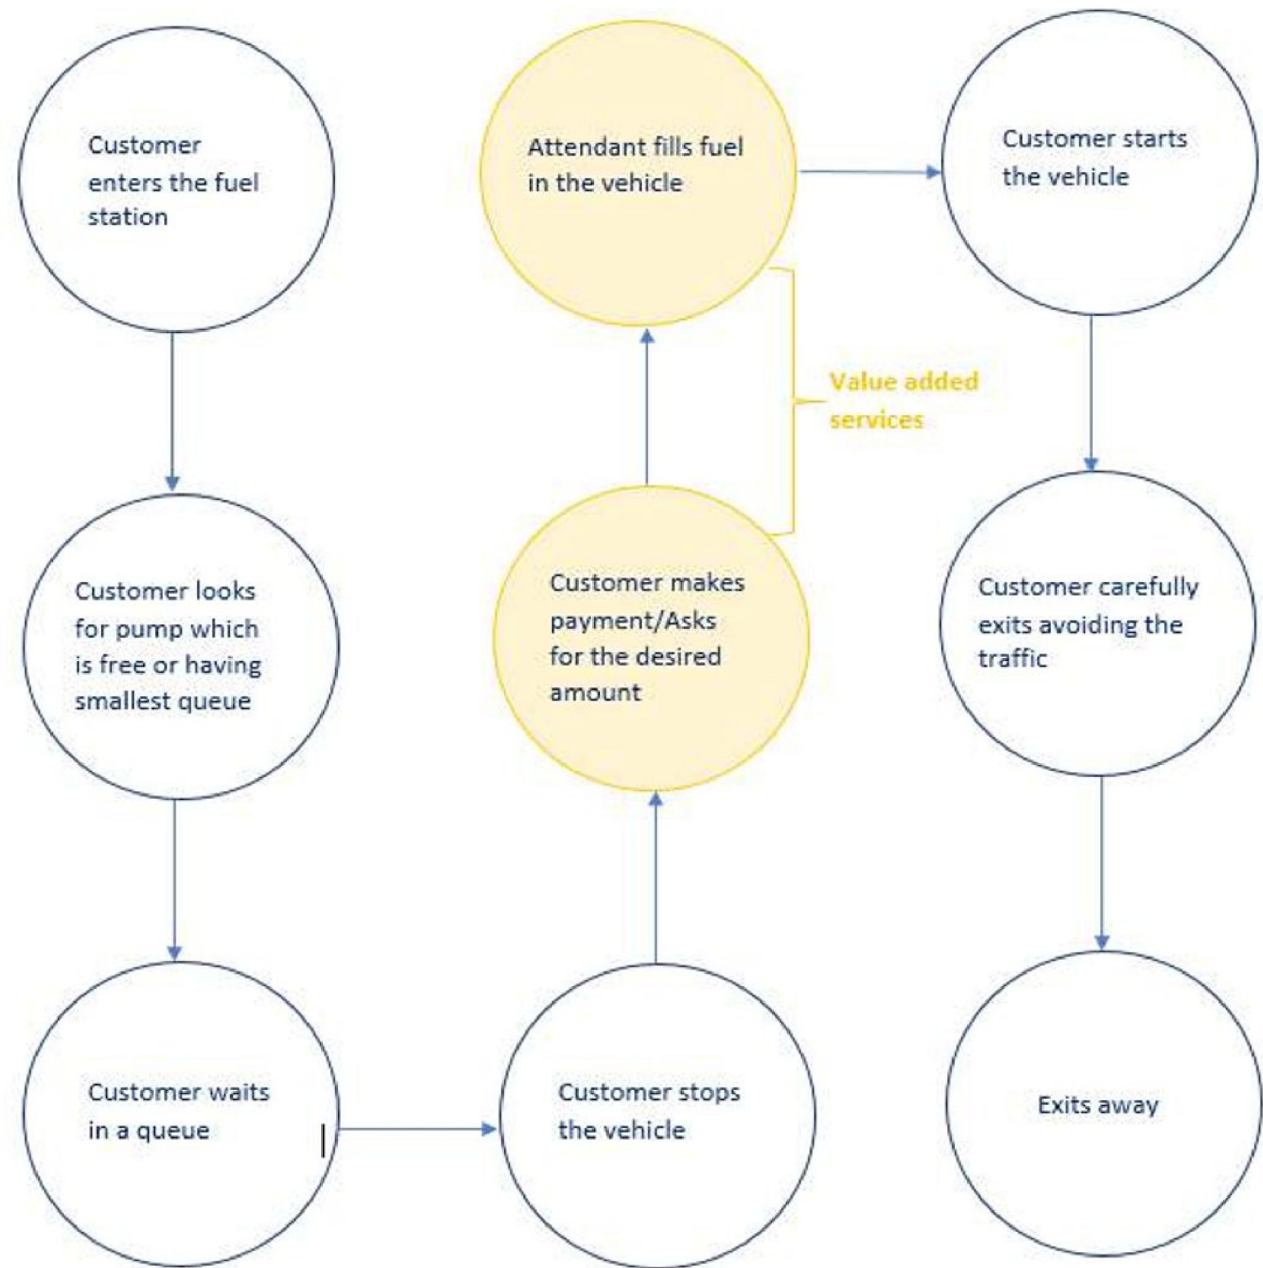 Customer
enters the fuel
station
Customer looks
for pump which
is free or having
smallest queue
Customer waits
in a queue
Customer stops
the vehicle
Customer makes
payment/Asks
for the desired
amount
Attendant fills fuel
in the vehicle
Value added
services
Customer starts
the vehicle
Customer carefully
exits avoiding the
traffic
Exits away